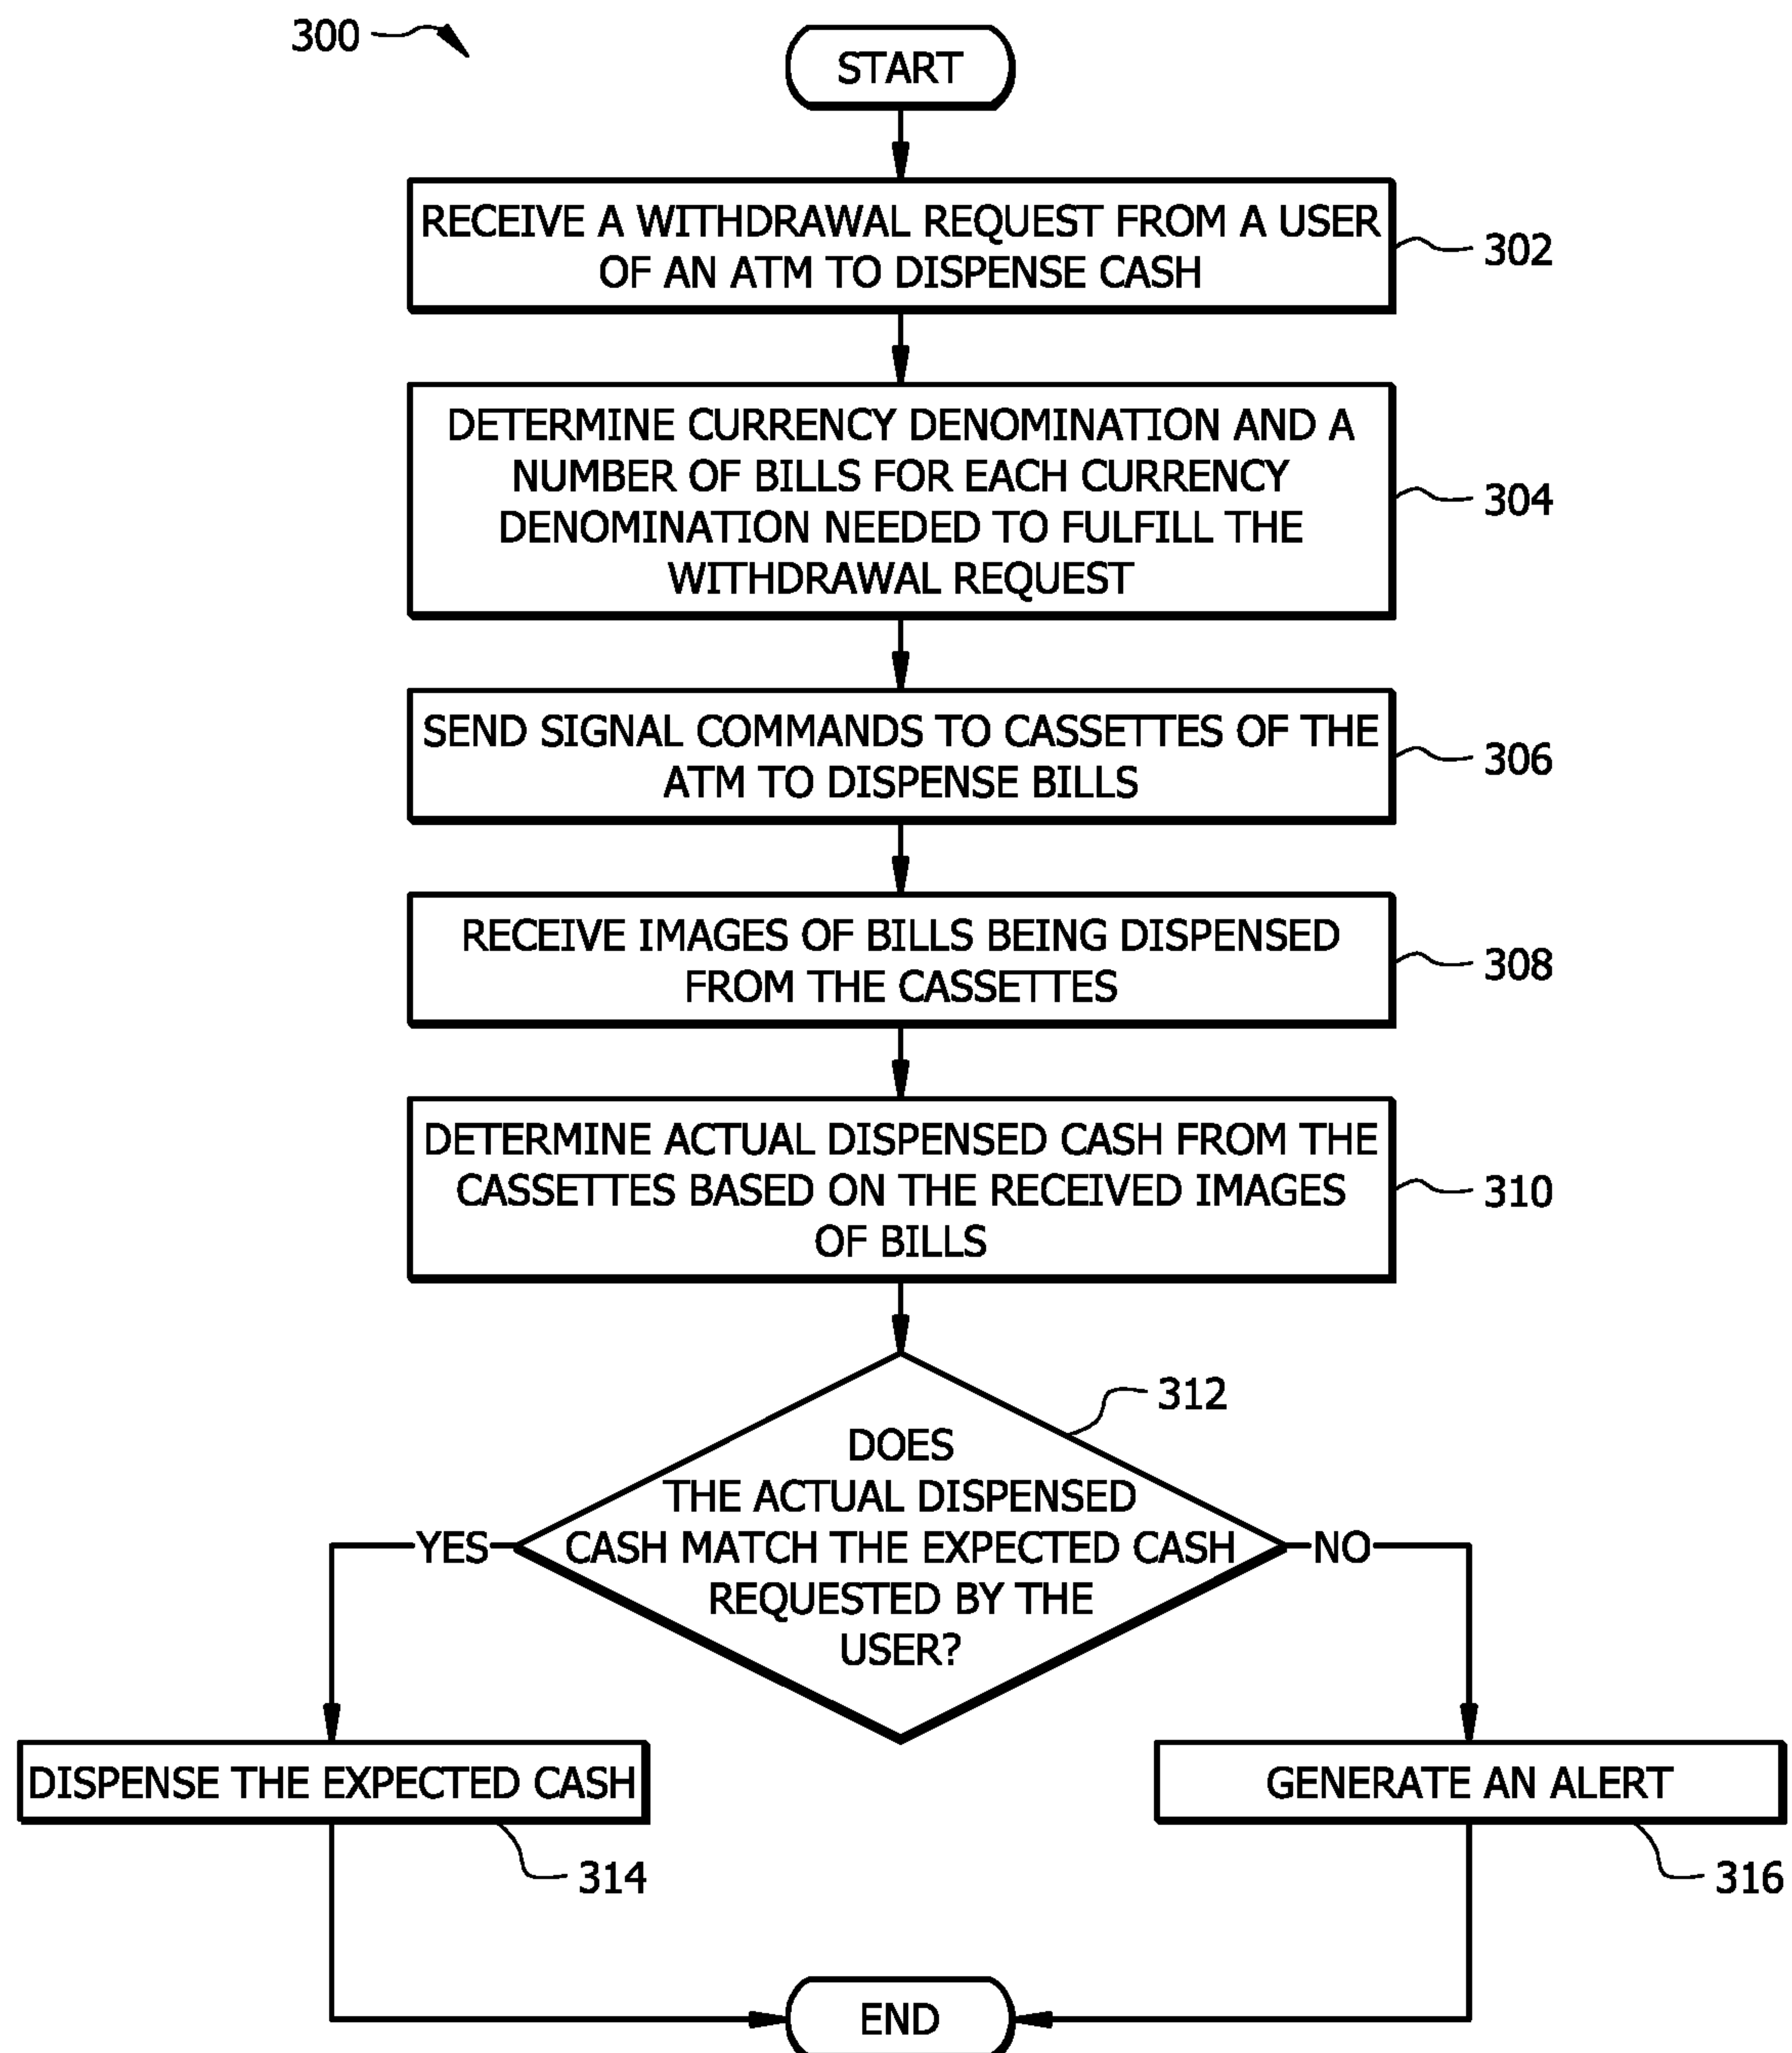 300
START
RECEIVE A WITHDRAWAL REQUEST FROM A USER
OF AN ATM TO DISPENSE CASH
302
DETERMINE CURRENCY DENOMINATION AND A
NUMBER OF BILLS FOR EACH CURRENCY
DENOMINATION NEEDED TO FULFILL THE
WITHDRAWAL REQUEST
304
SEND SIGNAL COMMANDS TO CASSETTES OF THE
ATM TO DISPENSE BILLS
306
RECEIVE IMAGES OF BILLS BEING DISPENSED
FROM THE CASSETTES
308
DETERMINE ACTUAL DISPENSED CASH FROM THE
CASSETTES BASED ON THE RECEIVED IMAGES
OF BILLS
310
312
DOES
THE ACTUAL DISPENSED
CASH MATCH THE EXPECTED CASH
REQUESTED BY THE
USER?
YES
NO
DISPENSE THE EXPECTED CASH
314
GENERATE AN ALERT
316
END